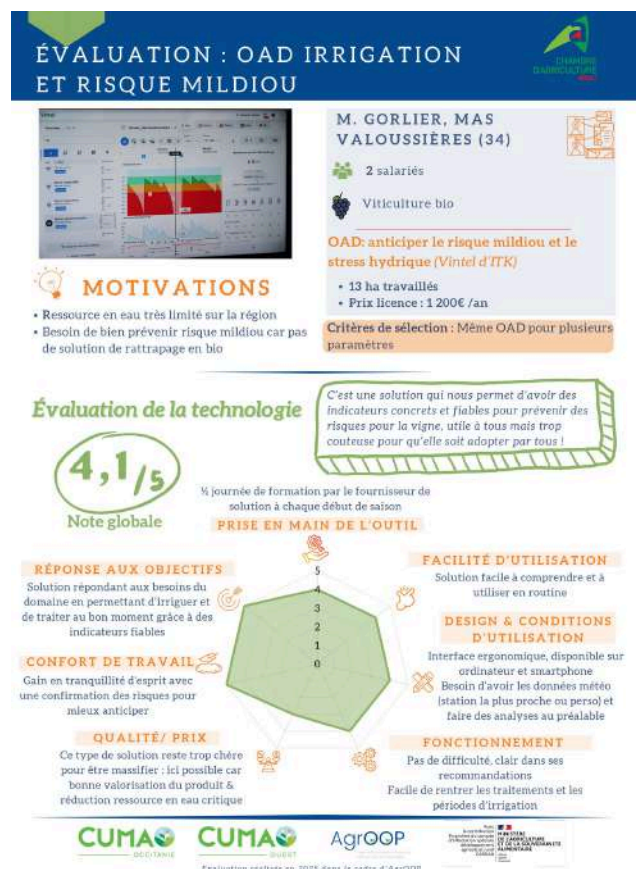 ÉVALUATION : OAD IRRIGATION
ET RISQUE MILDIOU
CHAMBRE
D'AGRICULTURE
M. GORLIER, MAS
VALOUSSIÈRES (34)
2 salariés
Viticulture bio
OAD: anticiper le risque mildiou et le
stress hydrique (Vintel d'ITK)
• 13 ha travaillés
• Prix licence : 1 200€ /an
Critères de sélection : Même OAD pour plusieurs
paramètres
MOTIVATIONS
• Ressource en eau très limité sur la région
• Besoin de bien prévenir risque mildiou car pas
de solution de rattrapage en bio
Évaluation de la technologie
C'est une solution qui nous permet d'avoir des
indicateurs concrets et fiables pour prévenir des
risques pour la vigne, utile à tous mais trop
couteuse pour qu'elle soit adopter par tous !
4,1/5
Note globale
½ journée de formation par le fournisseur de
solution à chaque début de saison
PRISE EN MAIN DE L'OUTIL
RÉPONSE AUX OBJECTIFS
Solution répondant aux besoins du
domaine en permettant d'irriguer et
de traiter au bon moment grâce à des
indicateurs fiables
CONFORT DE TRAVAIL
Gain en tranquillité d'esprit avec
une confirmation des risques pour
mieux anticiper
QUALITÉ/ PRIX
Ce type de solution reste trop chère
pour être massifier : ici possible car
bonne valorisation du produit &
réduction ressource en eau critique
5
4
3
2
1
0
FACILITÉ D'UTILISATION
Solution facile à comprendre et à
utiliser en routine
DESIGN & CONDITIONS
D'UTILISATION
Interface ergonomique, disponible sur
ordinateur et smartphone
Besoin d'avoir les données météo
(station la plus proche ou perso) et
faire des analyses au préalable
FONCTIONNEMENT
Pas de difficulté, clair dans ses
recommandations
Facile de rentrer les traitements et les
périodes d'irrigation
CUMA
OCCITANIE
CUMA
OUEST
AgrOOP
MINISTÈRE
DE L'AGRICULTURE
ET DE LA SOUVERAINETÉ
ALIMENTAIRE